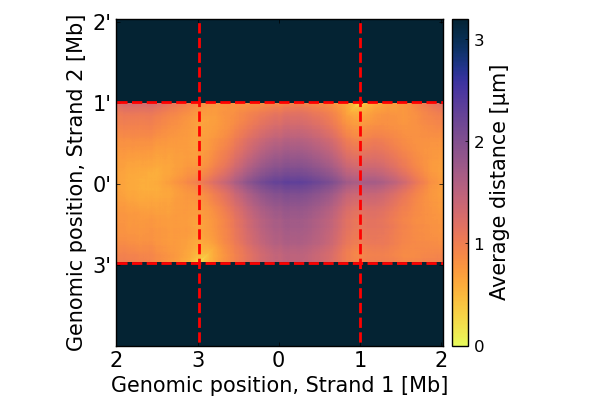 2'
1'
0'
3'
Genomic position, Strand 2 [Mb]
2 3 0 1 2
Genomic position, Strand 1 [Mb]
3
2
1
0
Average distance [μm]